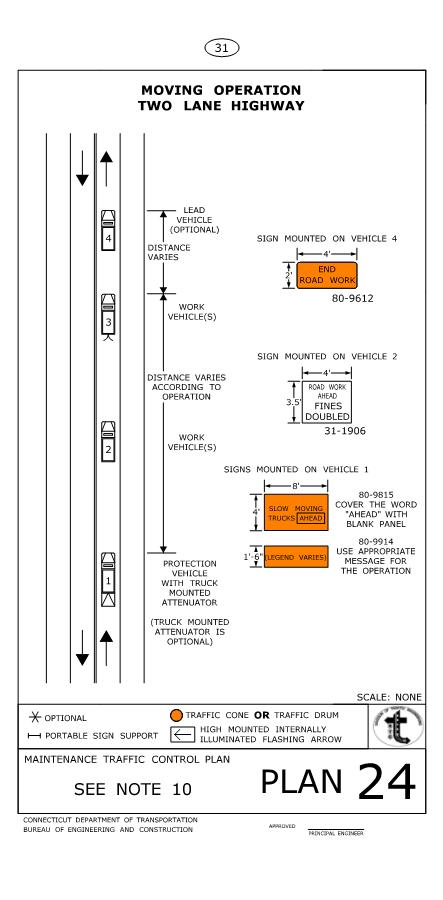 31
MOVING OPERATION
TWO LANE HIGHWAY
4
LEAD
VEHICLE
(OPTIONAL)
DISTANCE
VARIES
3
WORK
VEHICLE(S)
DISTANCE VARIES
ACCORDING TO
OPERATION
2
WORK
VEHICLE(S)
1
PROTECTION
VEHICLE
WITH TRUCK
MOUNTED
ATTENUATOR
(TRUCK MOUNTED
ATTENUATOR IS
OPTIONAL)
SIGN MOUNTED ON VEHICLE 4
4'
2'
END
ROAD WORK
80-9612
SIGN MOUNTED ON VEHICLE 2
4'
3.5'
ROAD WORK
AHEAD
FINES
DOUBLED
31-1906
SIGNS MOUNTED ON VEHICLE 1
8'
4'
SLOW MOVING
TRUCKS AHEAD
80-9815
COVER THE WORD
"AHEAD" WITH
BLANK PANEL
1'-6"
(LEGEND VARIES)
80-9914
USE APPROPRIATE
MESSAGE FOR
THE OPERATION
SCALE: NONE
OPTIONAL
PORTABLE SIGN SUPPORT
TRAFFIC CONE OR TRAFFIC DRUM
HIGH MOUNTED INTERNALLY
ILLUMINATED FLASHING ARROW
MAINTENANCE TRAFFIC CONTROL PLAN
SEE NOTE 10
PLAN 24
CONNECTICUT DEPARTMENT OF TRANSPORTATION
BUREAU OF ENGINEERING AND CONSTRUCTION
APPROVED
PRINCIPAL ENGINEER